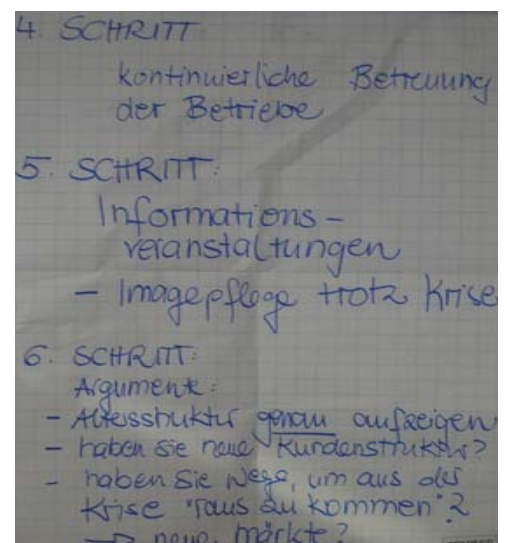 4. SCHRITT
kontinuierliche Betreuung
der Betriebe
5. SCHRITT:
Informations-
veranstaltungen
- Imagepflege trotz Krise
6. SCHRITT:
Argumente:
- Altersstruktur genau aufzeigen
- haben Sie neue Kundenstruktur?
- haben Sie Wege, um aus der
Krise "raus zu kommen"?
→ neue Märkte?